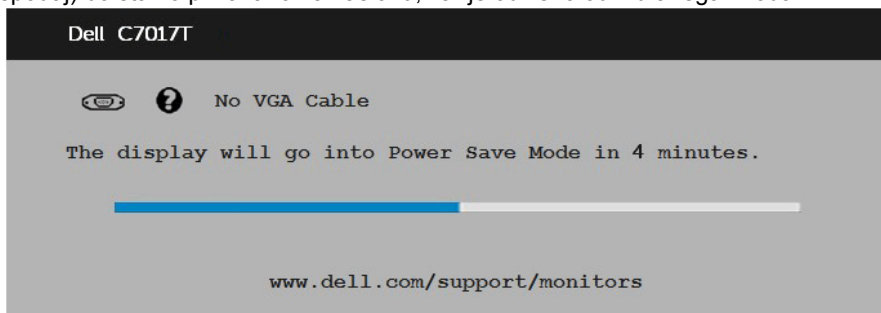 Dell C7017T
No VGA Cable
The display will go into Power Save Mode in 4 minutes.
www.dell.com/support/monitors